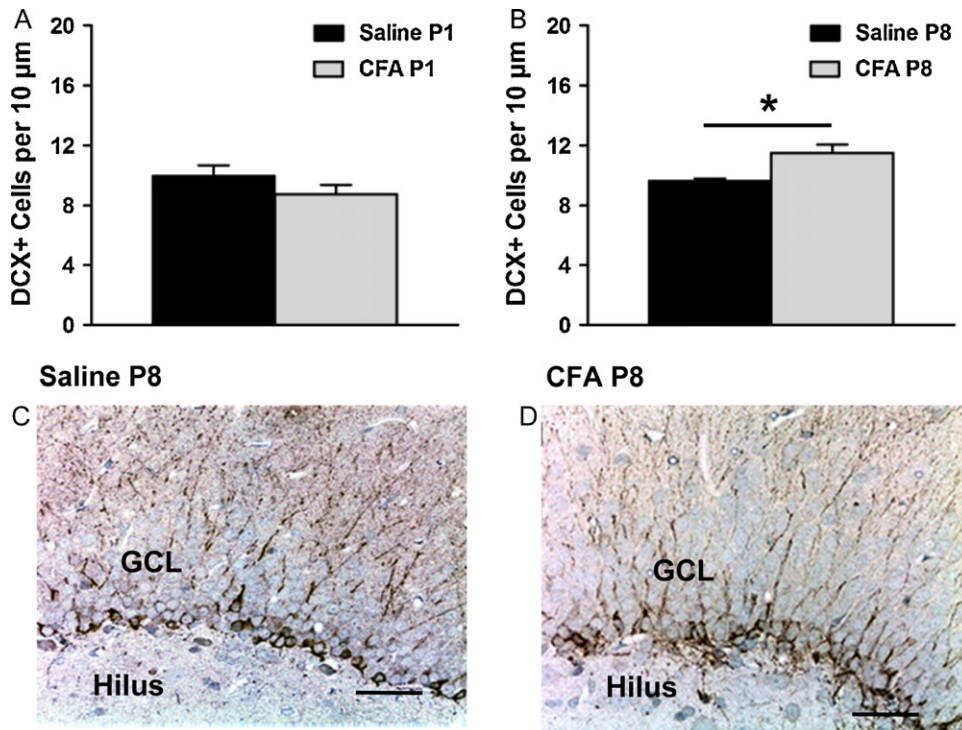 A
DCX+ Cells per 10 µm
20
16
12
8
4
0
Saline P1
CFA P1
B
DCX+ Cells per 10 µm
20
16
12
8
4
0
Saline P8
CFA P8
*
Saline P8
C
GCL
Hilus
CFA P8
D
GCL
Hilus